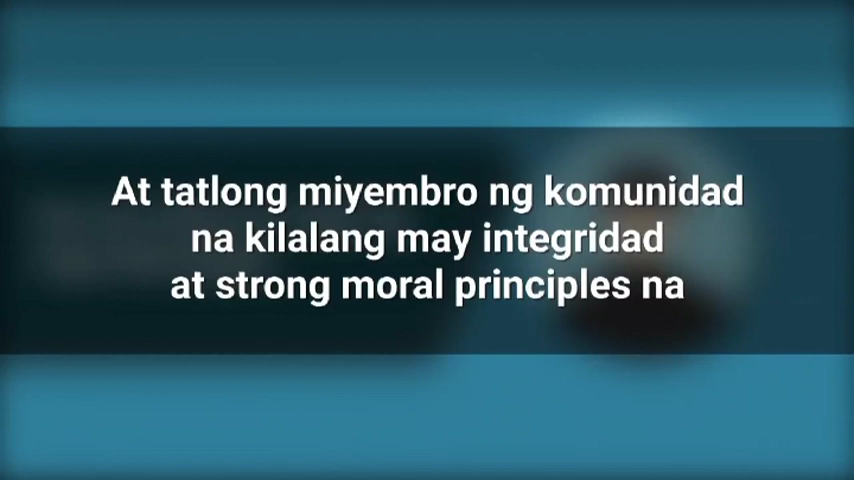 At tatlong miyembro ng komunidad
na kilalang may integridad
at strong moral principles na